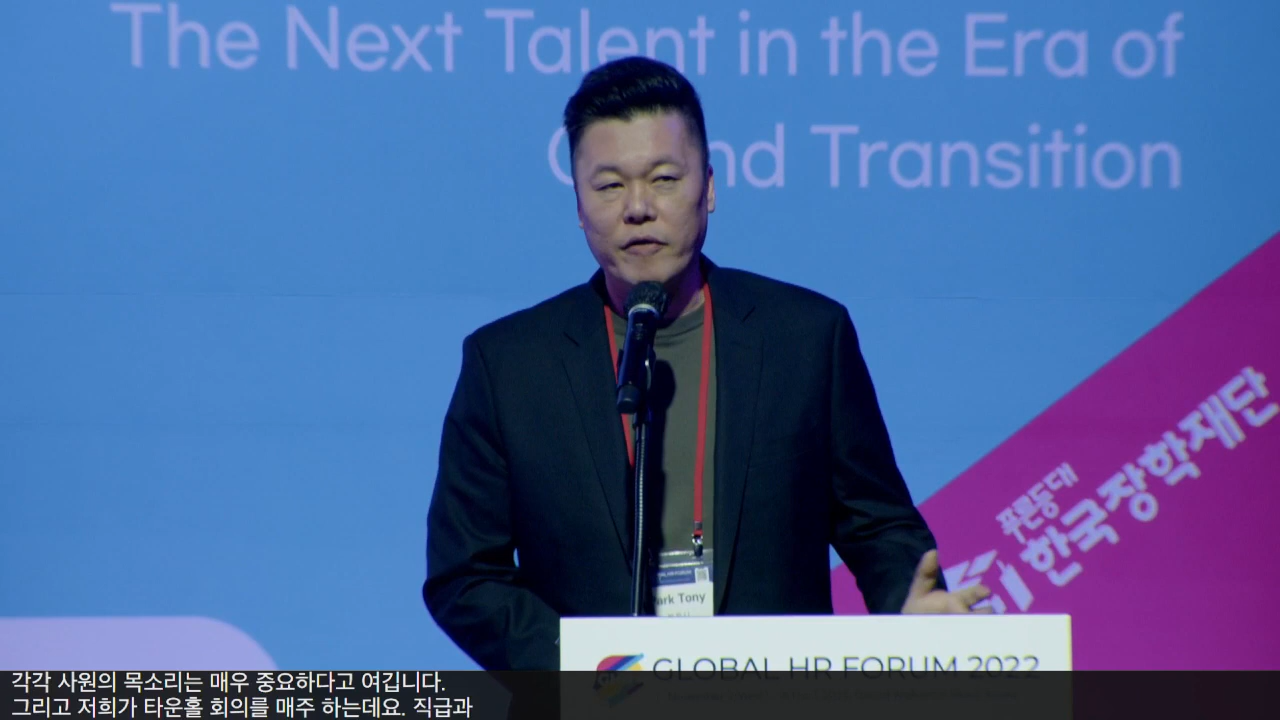 The Next Talent in the Era of
Transition
푸른등대
한국장학재단
Park Tony
GLOBAL HR FORUM 2022
각각 사원의 목소리는 매우 중요하다고 여깁니다.
그리고 저희가 타운홀 회의를 매주 하는데요. 직급과